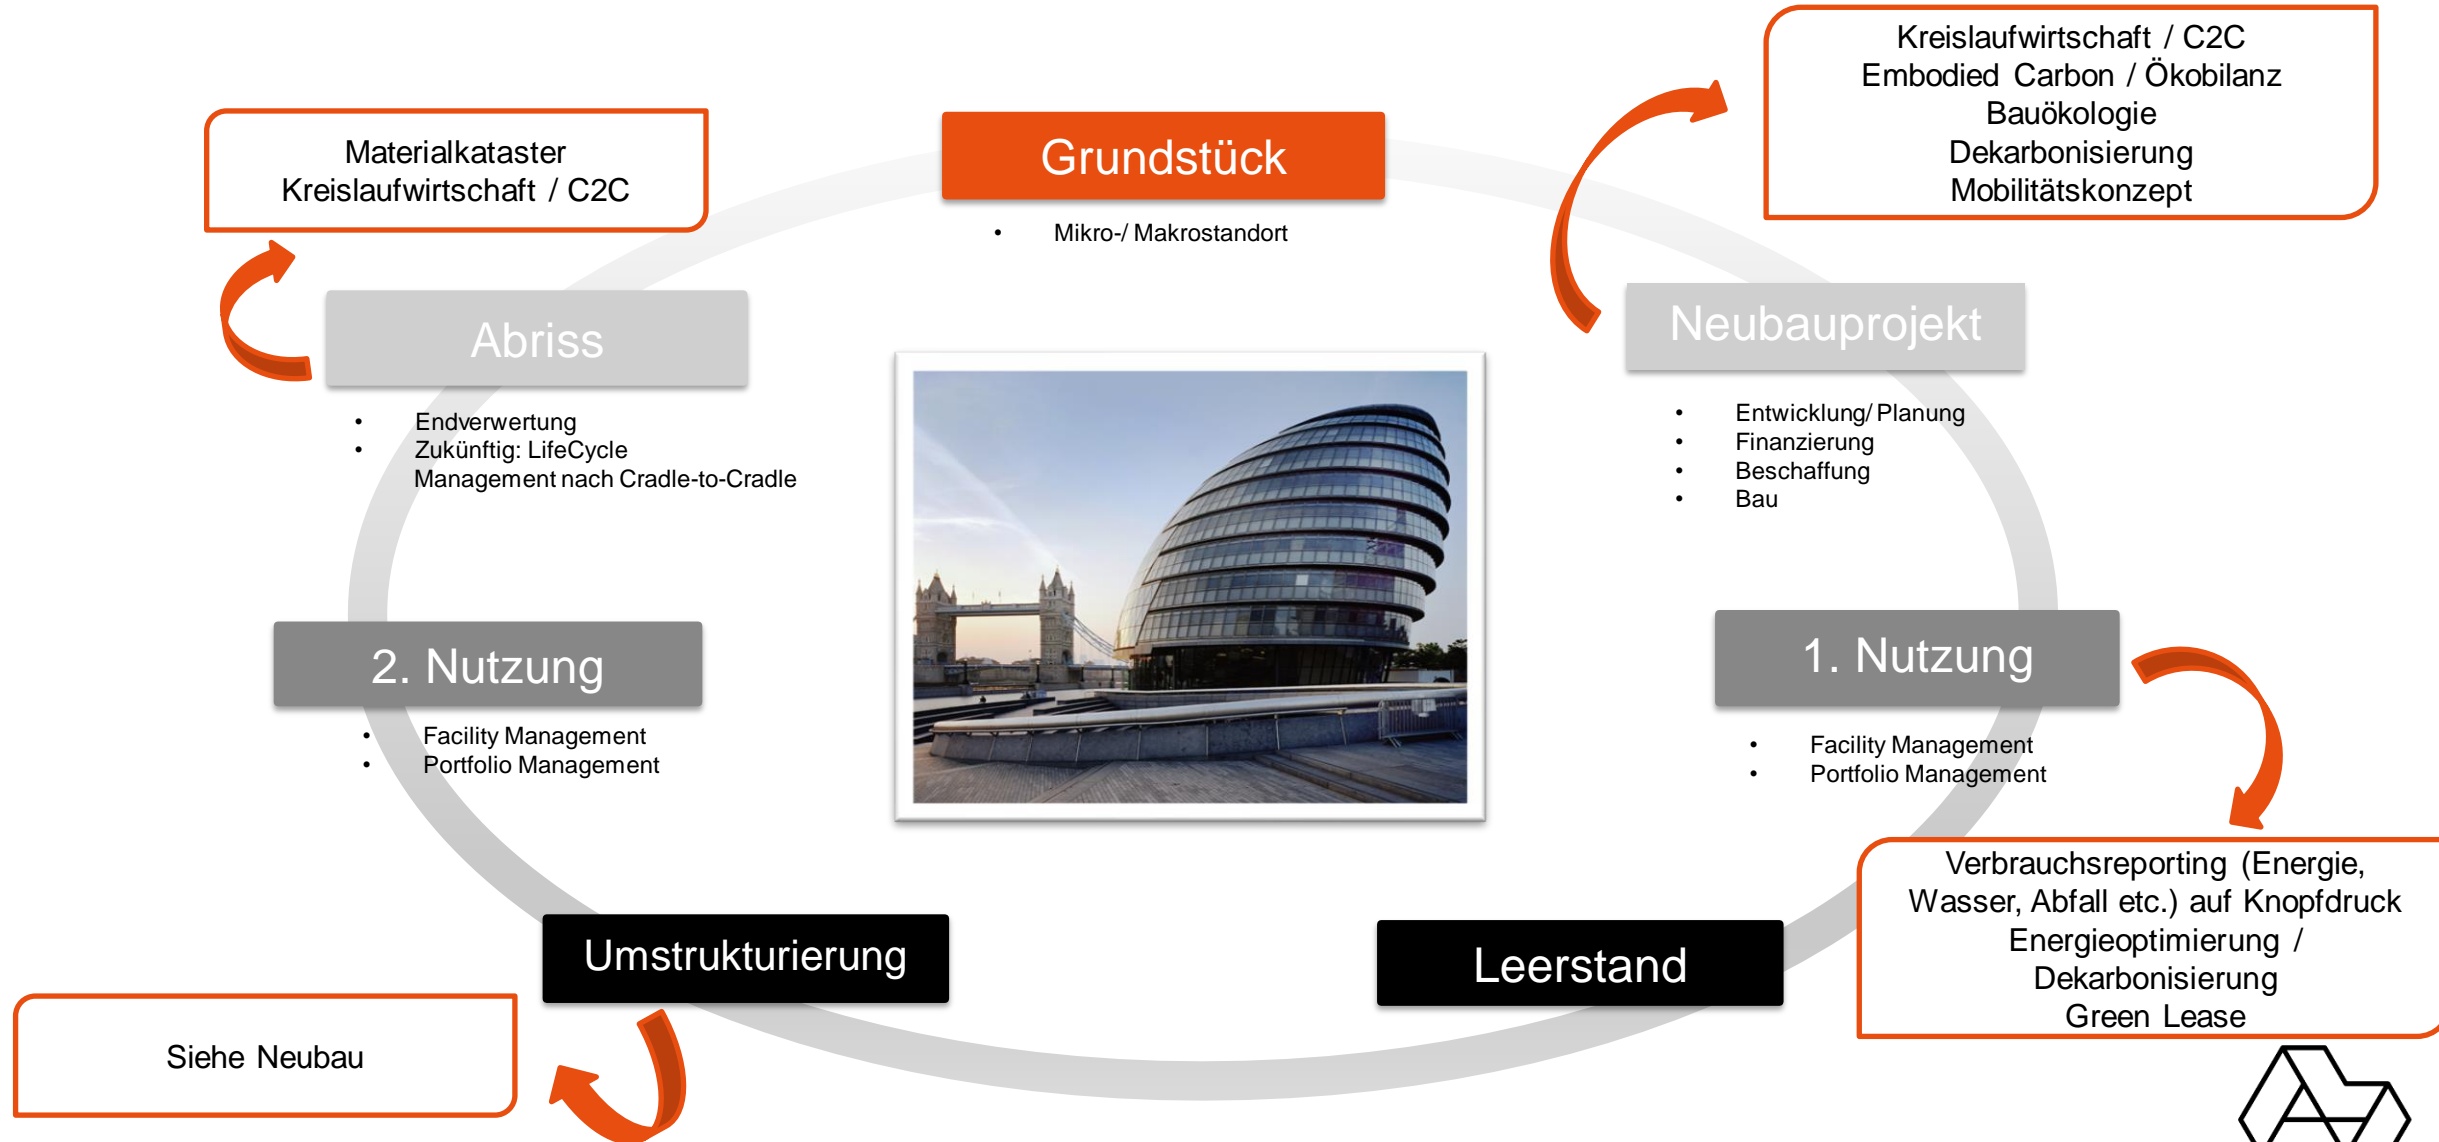 Kreislaufwirtschaft / C2C
Embodied Carbon / Ökobilanz
Bauökologie
Dekarbonisierung
Mobilitätskonzept
Materialkataster
Kreislaufwirtschaft / C2C
Grundstück
• Mikro-/ Makrostandort
Abriss
• Endverwertung
• Zukünftig: LifeCycle
Management nach Cradle-to-Cradle
Neubauprojekt
• Entwicklung/ Planung
• Finanzierung
• Beschaffung
• Bau
2. Nutzung
• Facility Management
• Portfolio Management
1. Nutzung
• Facility Management
• Portfolio Management
Umstrukturierung
Leerstand
Verbrauchsreporting (Energie,
Wasser, Abfall etc.) auf Knopfdruck
Energieoptimierung /
Dekarbonisierung
Green Lease
Siehe Neubau